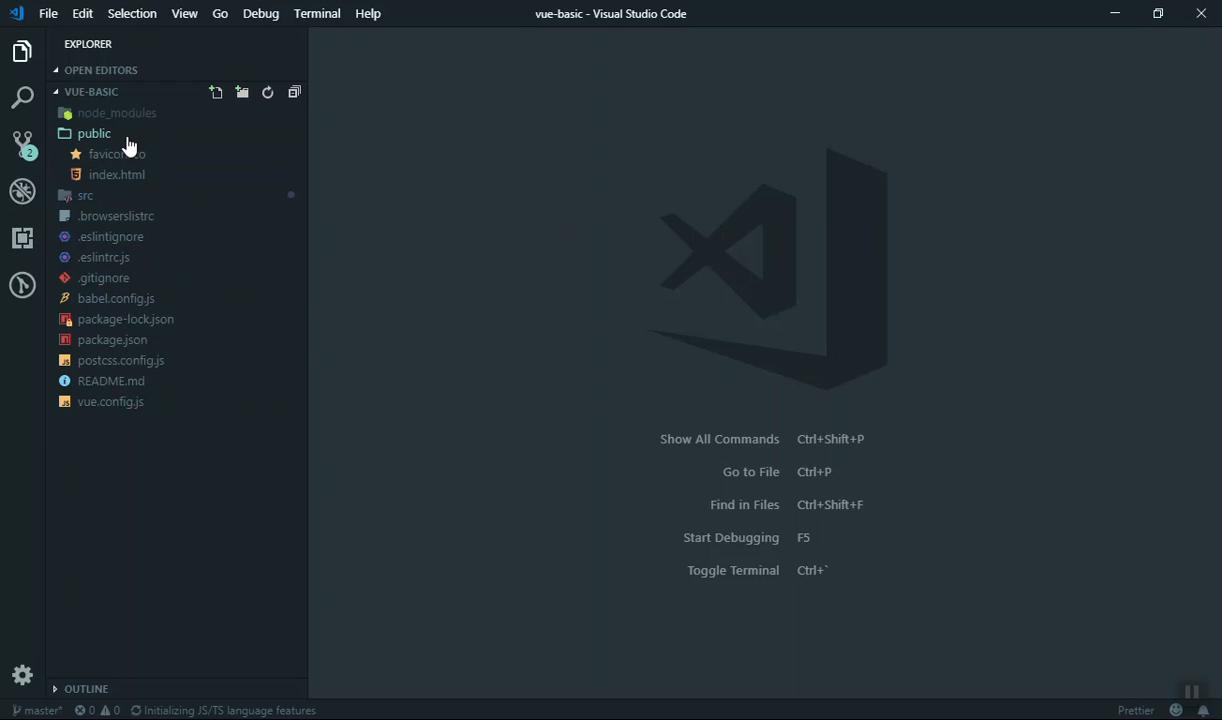 File Edit Selection View Go Debug Terminal Help vue-basic - Visual Studio Code
EXPLORER
OPEN EDITORS
VUE-BASIC
node_modules
public
index.html
src
.browserslistrc
.eslintignore
.eslintrc.js
.gitignore
babel.config.js
package-lock.json
package.json
postcss.config.js
README.md
vue.config.js
2
Show All Commands Ctrl+Shift+P
Go to File Ctrl+P
Find in Files Ctrl+Shift+F
Start Debugging F5
Toggle Terminal Ctrl+`
OUTLINE
master* 0 0 Initializing JS/TS language features Prettier